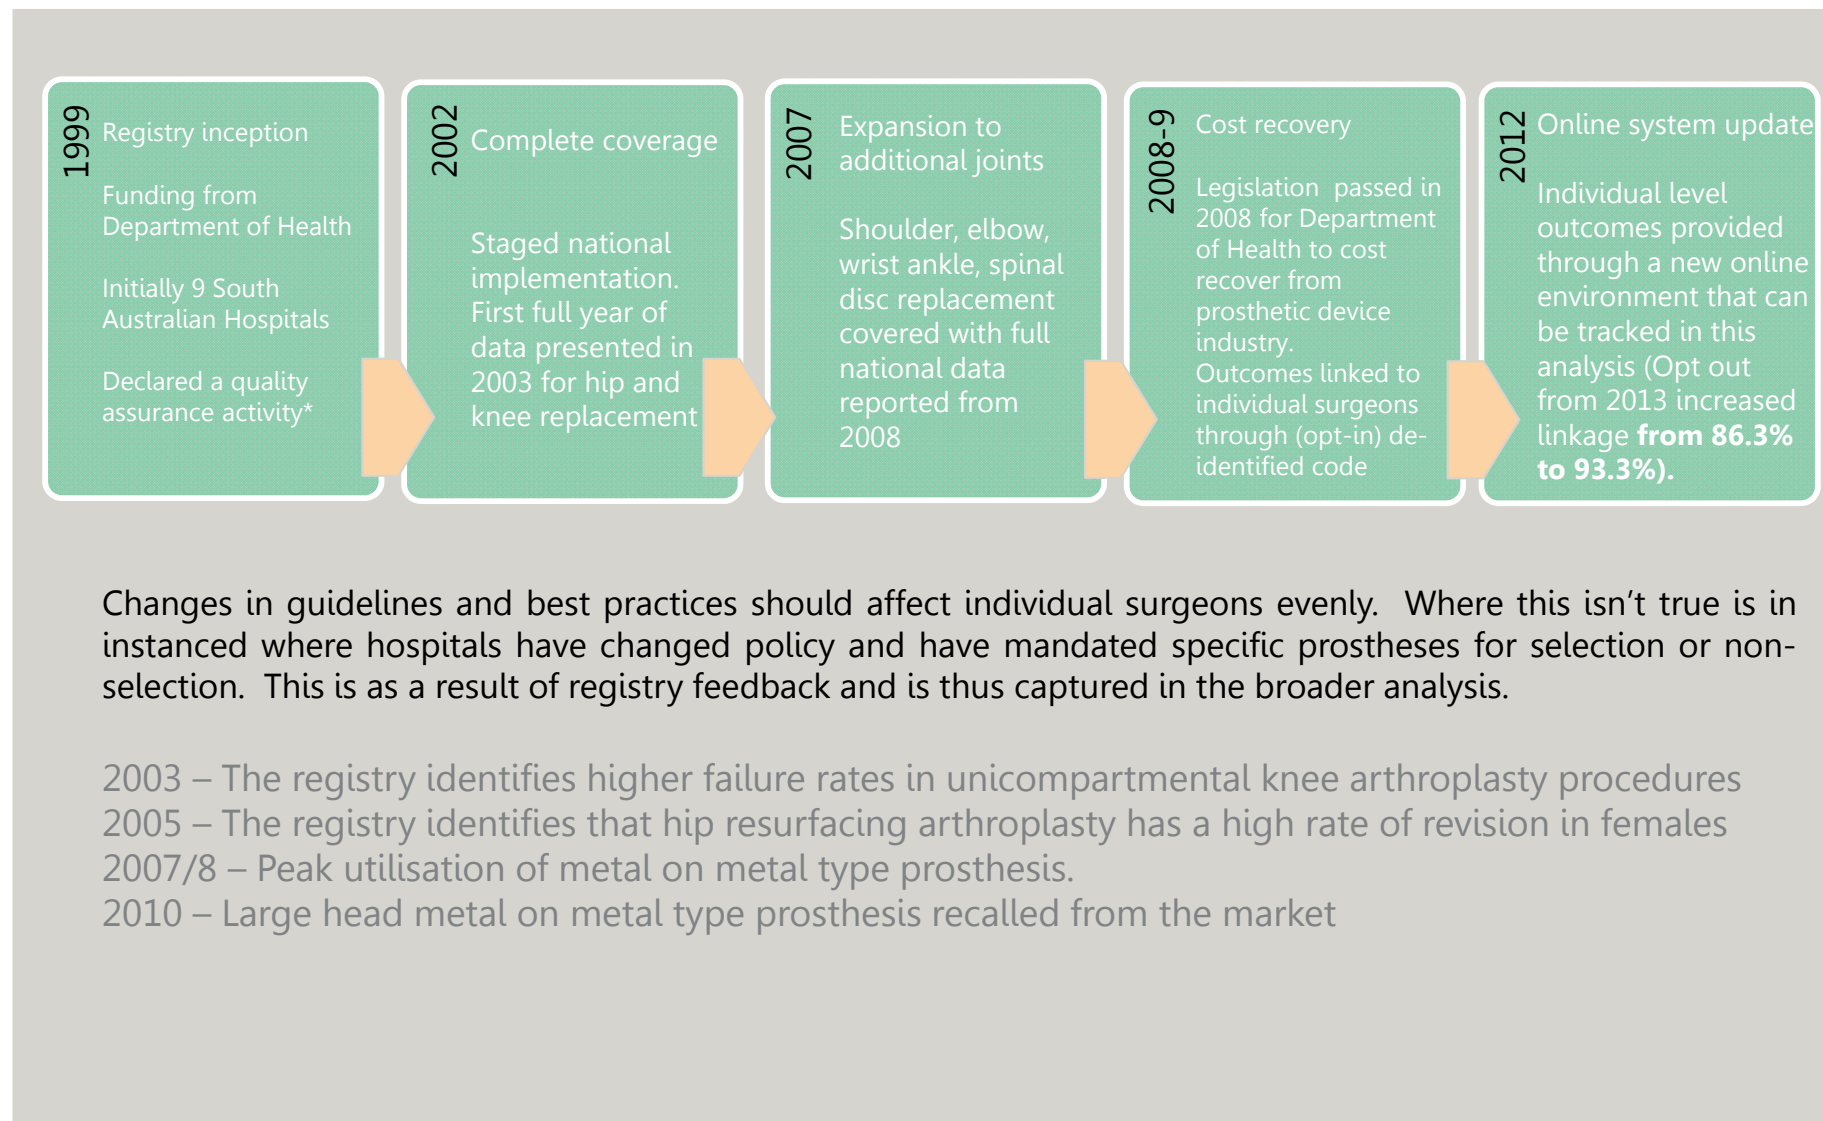 1999
Registry inception
Funding from
Department of Health
Initially 9 South
Australian Hospitals
Declared a quality
assurance activity*
2002
Complete coverage
Staged national
implementation.
First full year of
data presented in
2003 for hip and
knee replacement
2007
Expansion to
additional joints
Shoulder, elbow,
wrist ankle, spinal
disc replacement
covered with full
national data
reported from
2008
2008-9
Cost recovery
Legislation passed in
2008 for Department
of Health to cost
recover from
prosthetic device
industry.
Outcomes linked to
individual surgeons
through (opt-in) de-
identified code
2012
Online system update
Individual level
outcomes provided
through a new online
environment that can
be tracked in this
analysis (Opt out
from 2013 increased
linkage from 86.3%
to 93.3%).
Changes in guidelines and best practices should affect individual surgeons evenly. Where this isn't true is in
instanced where hospitals have changed policy and have mandated specific prostheses for selection or non-
selection. This is as a result of registry feedback and is thus captured in the broader analysis.
2003 – The registry identifies higher failure rates in unicompartmental knee arthroplasty procedures
2005 – The registry identifies that hip resurfacing arthroplasty has a high rate of revision in females
2007/8 – Peak utilisation of metal on metal type prosthesis.
2010 – Large head metal on metal type prosthesis recalled from the market